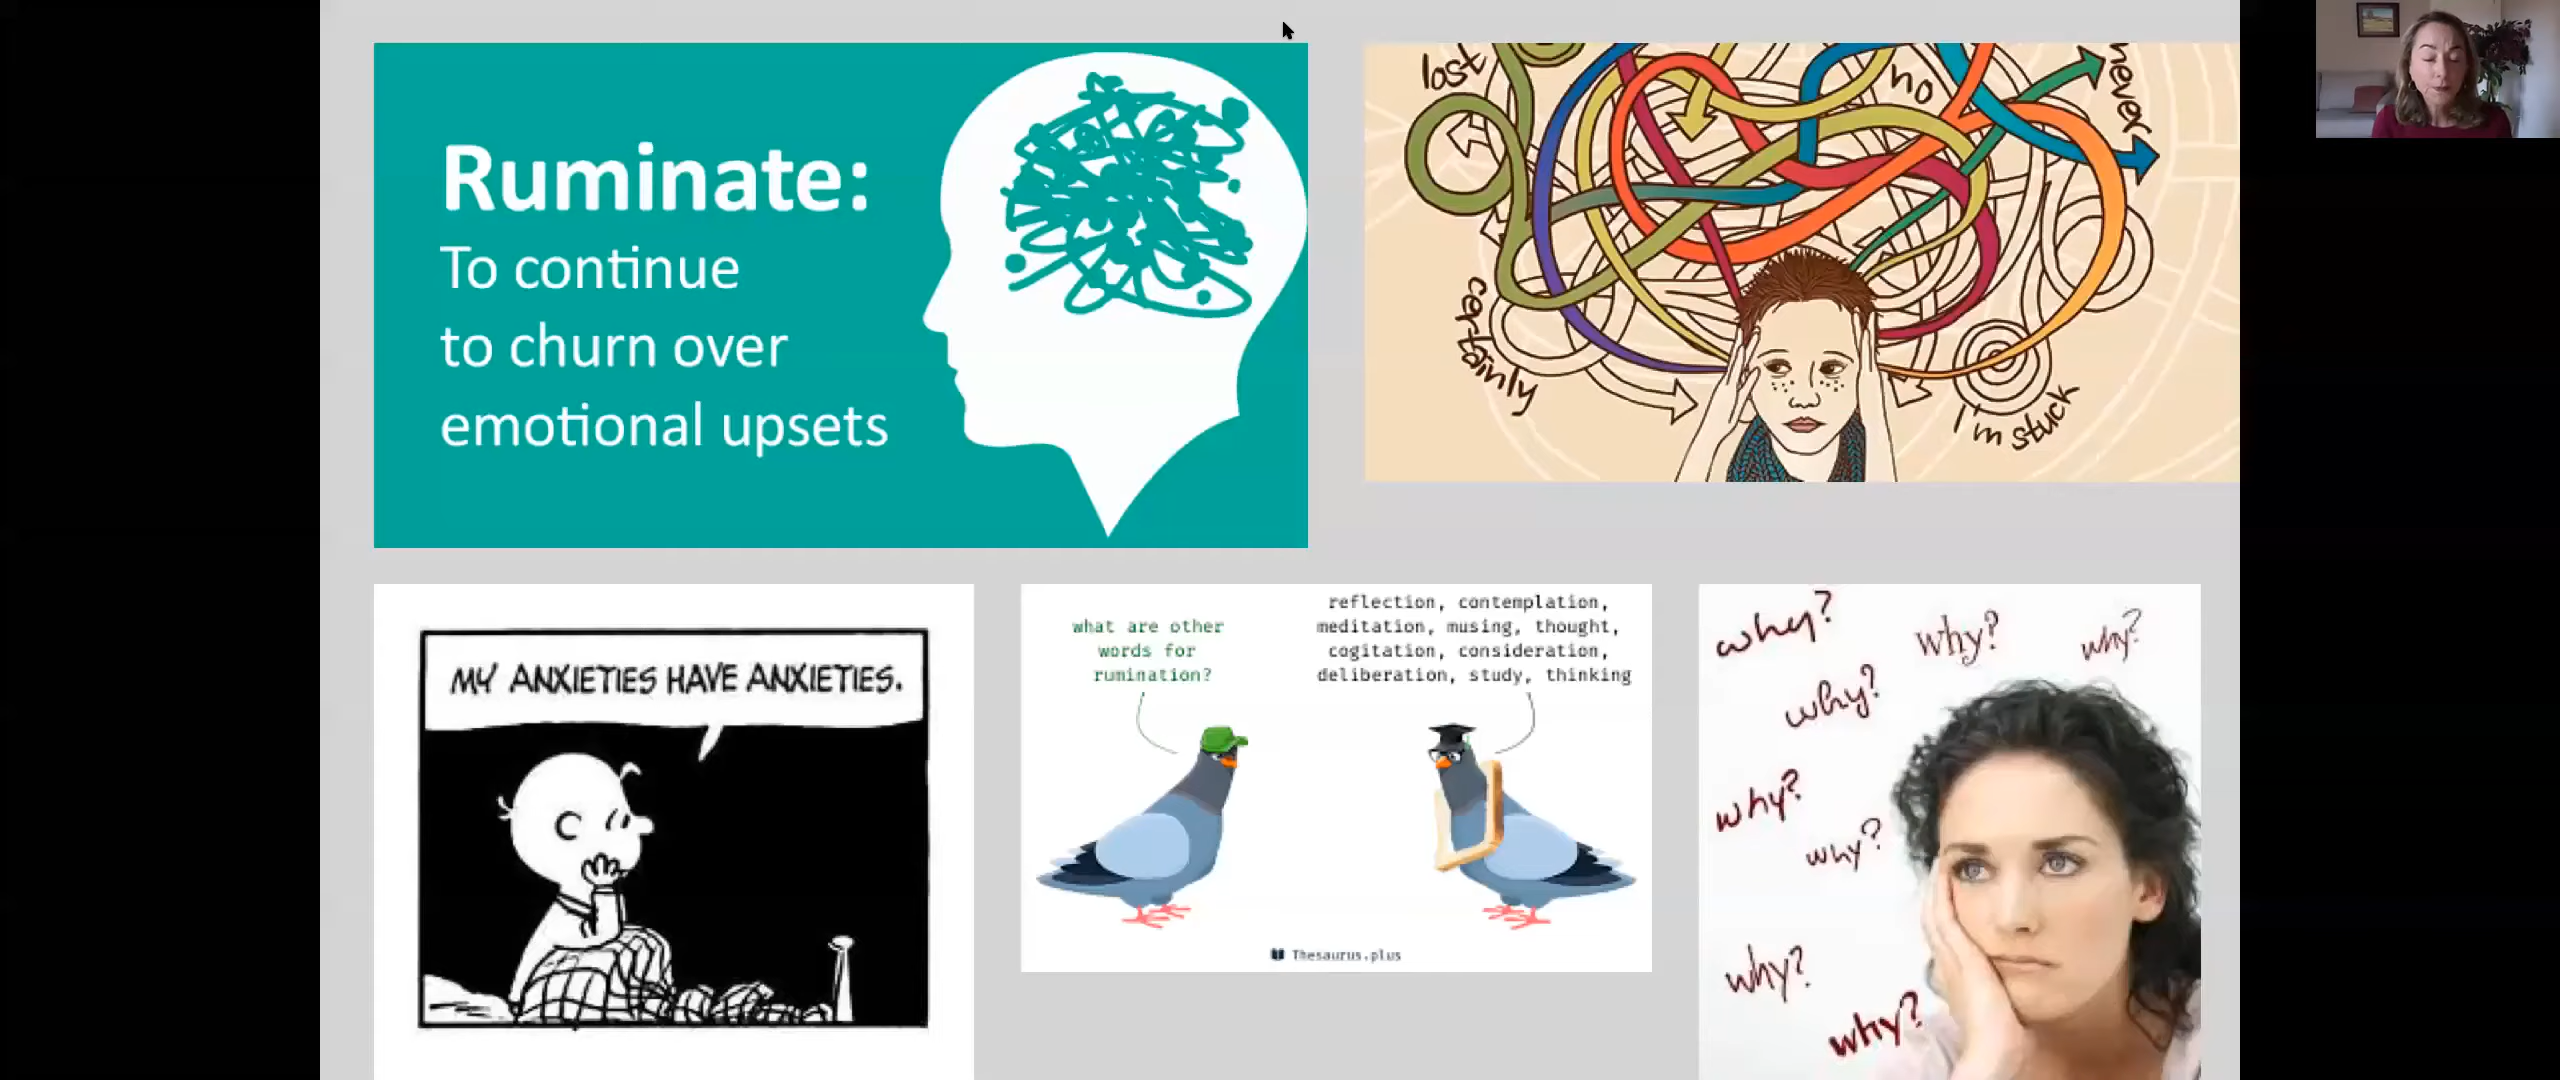 Ruminate:
To continue
to churn over
emotional upsets
lost
no
never
certainly
I'm stuck
MY ANXIETIES HAVE ANXIETIES.
what are other
words for
rumination?
reflection, contemplation,
meditation, musing, thought,
cogitation, consideration,
deliberation, study, thinking
Thesaurus.plus
why?
why?
why?
why?
why?
why?
why?
why?